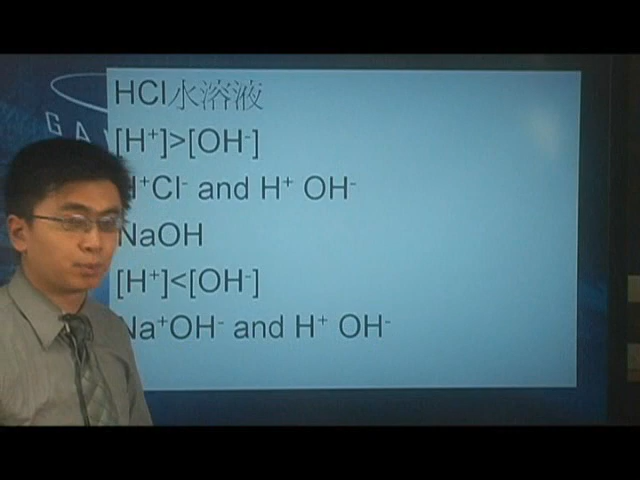 HCl水溶液
[H⁺]>[OH⁻]
H⁺Cl⁻ and H⁺ OH⁻
NaOH
[H⁺]<[OH⁻]
Na⁺OH⁻ and H⁺ OH⁻